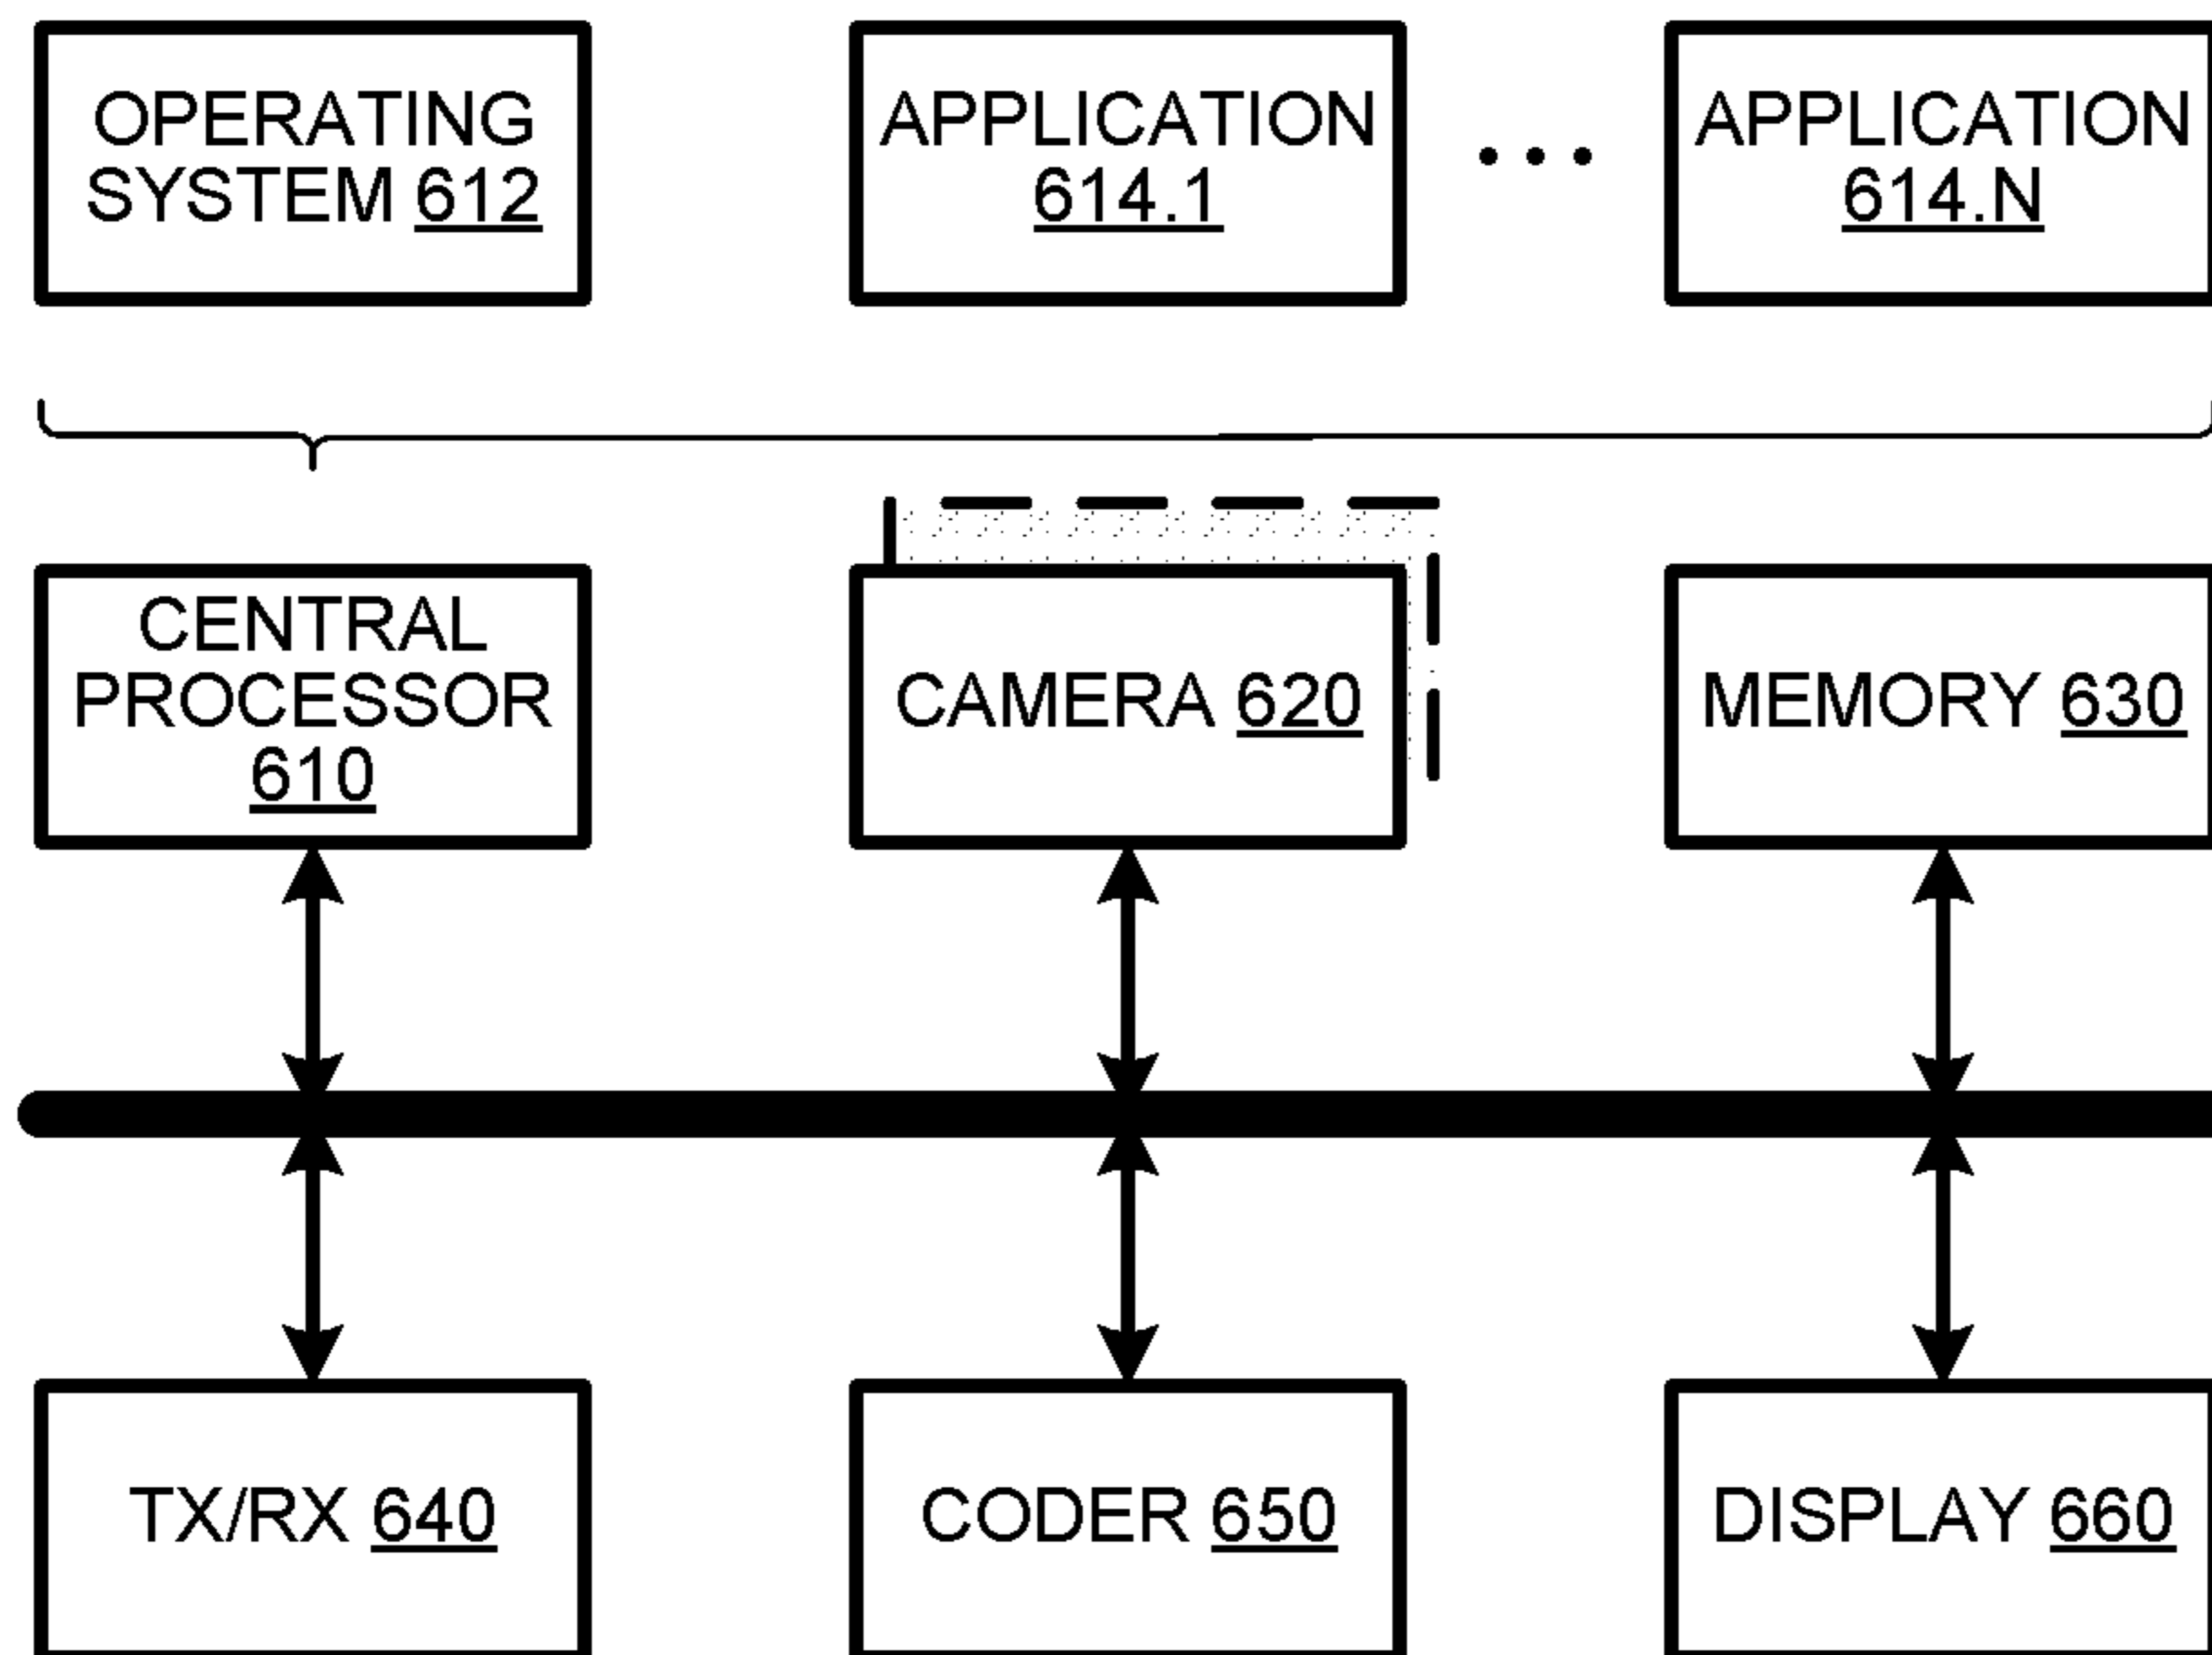 OPERATING
SYSTEM 612
APPLICATION
614.1
...
APPLICATION
614.N
CENTRAL
PROCESSOR
610
CAMERA 620
MEMORY 630
TX/RX 640
CODER 650
DISPLAY 660